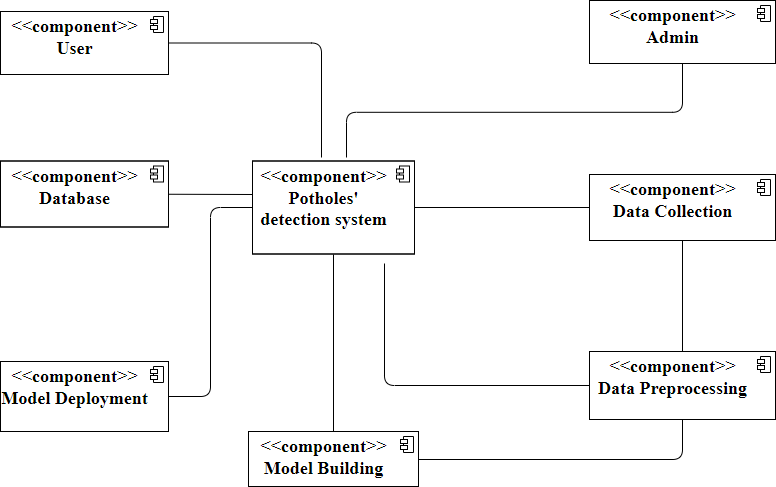 <<component>>
User
<<component>>
Admin
<<component>>
Database
<<component>>
Potholes'
detection system
<<component>>
Data Collection
<<component>>
Model Deployment
<<component>>
Data Preprocessing
<<component>>
Model Building